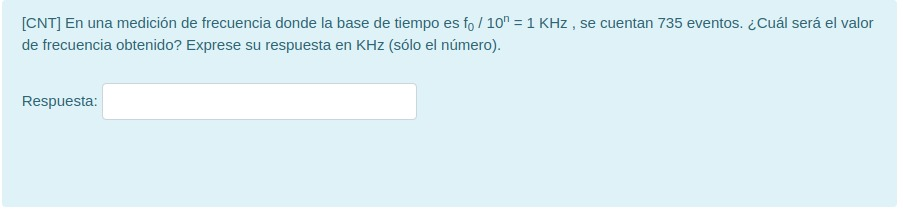 [CNT] En una medición de frecuencia donde la base de tiempo es f₀ / 10ⁿ = 1 KHz , se cuentan 735 eventos. ¿Cuál será el valor
de frecuencia obtenido? Exprese su respuesta en KHz (sólo el número).
Respuesta: